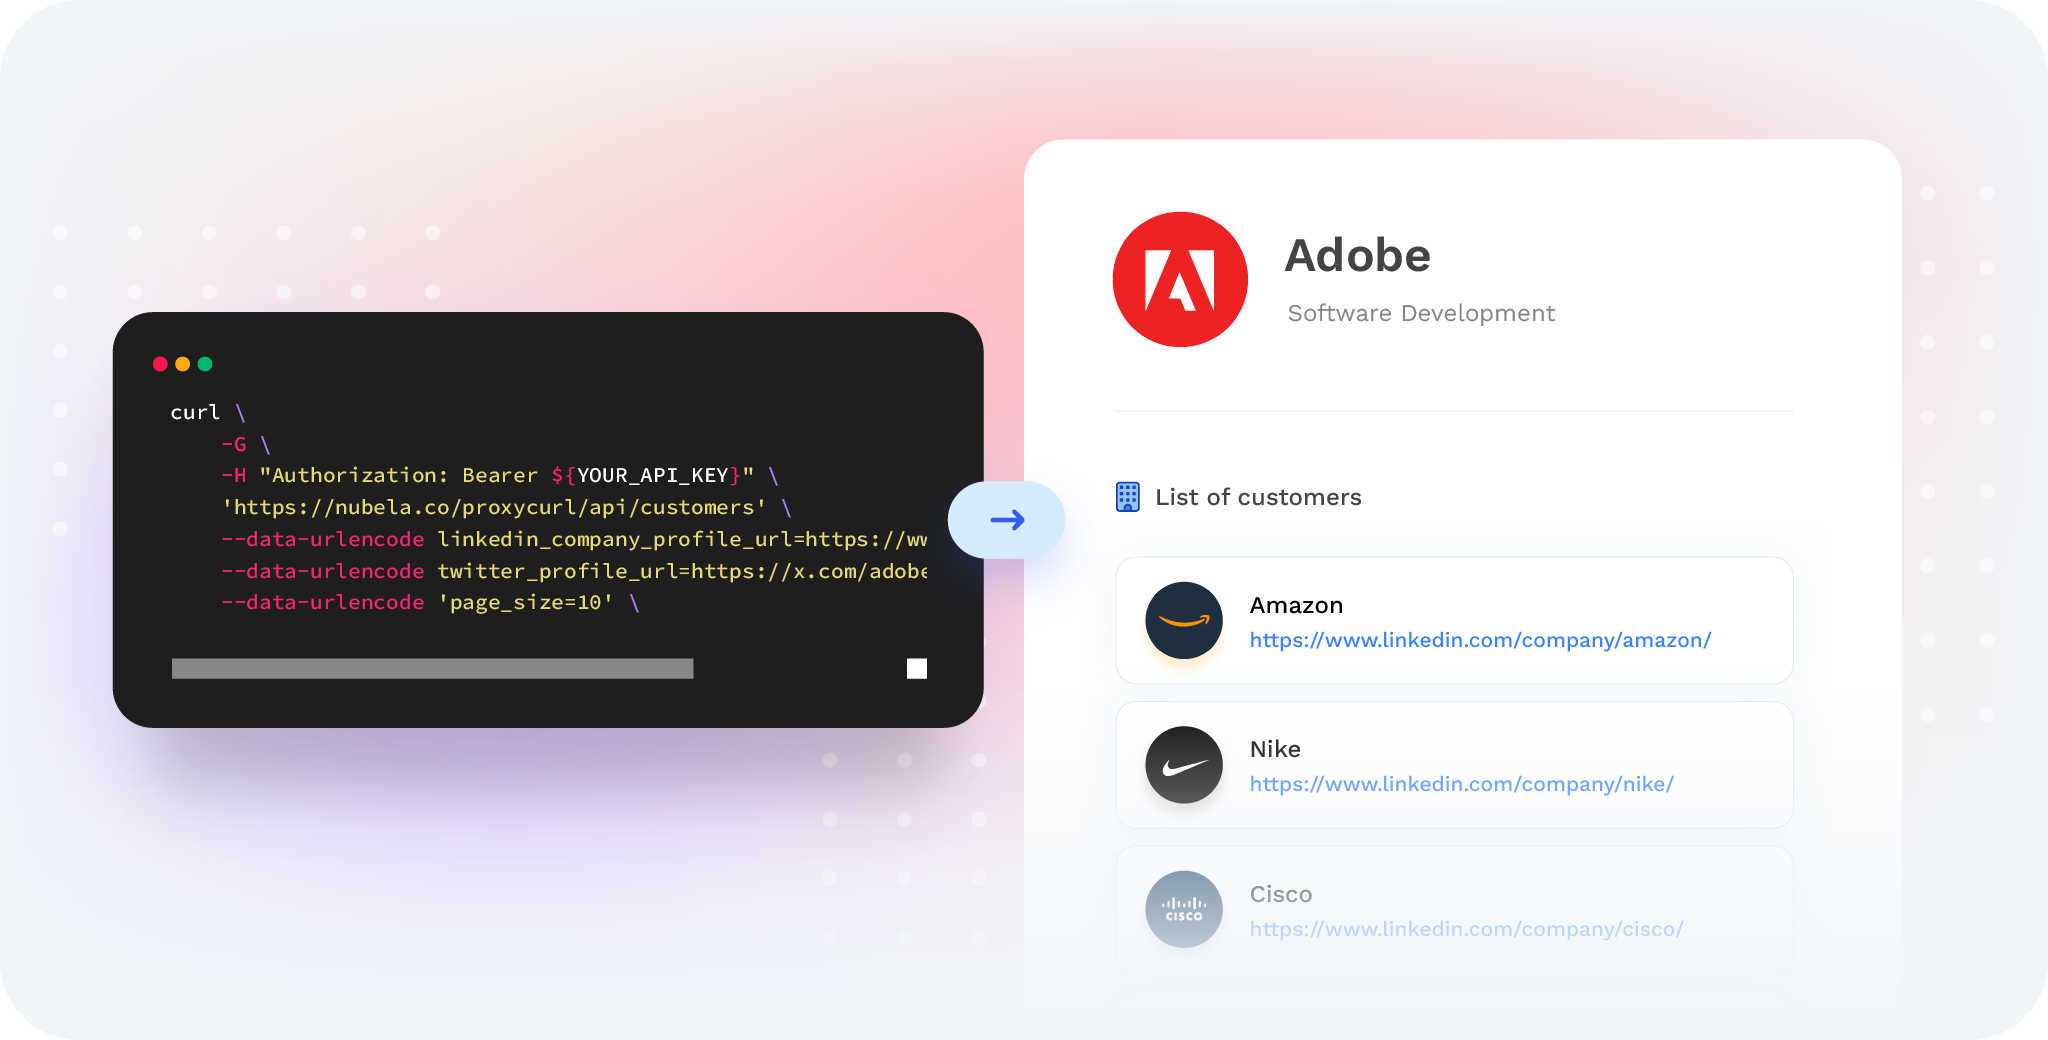 curl \
-G \
-H "Authorization: Bearer ${YOUR_API_KEY}" \
'https://nubela.co/proxycurl/api/customers' \
--data-urlencode linkedin_company_profile_url=https://ww
--data-urlencode twitter_profile_url=https://x.com/adobe
--data-urlencode 'page_size=10' \
Adobe
Software Development
List of customers
Amazon
https://www.linkedin.com/company/amazon/
Nike
https://www.linkedin.com/company/nike/
CISCO
Cisco
https://www.linkedin.com/company/cisco/